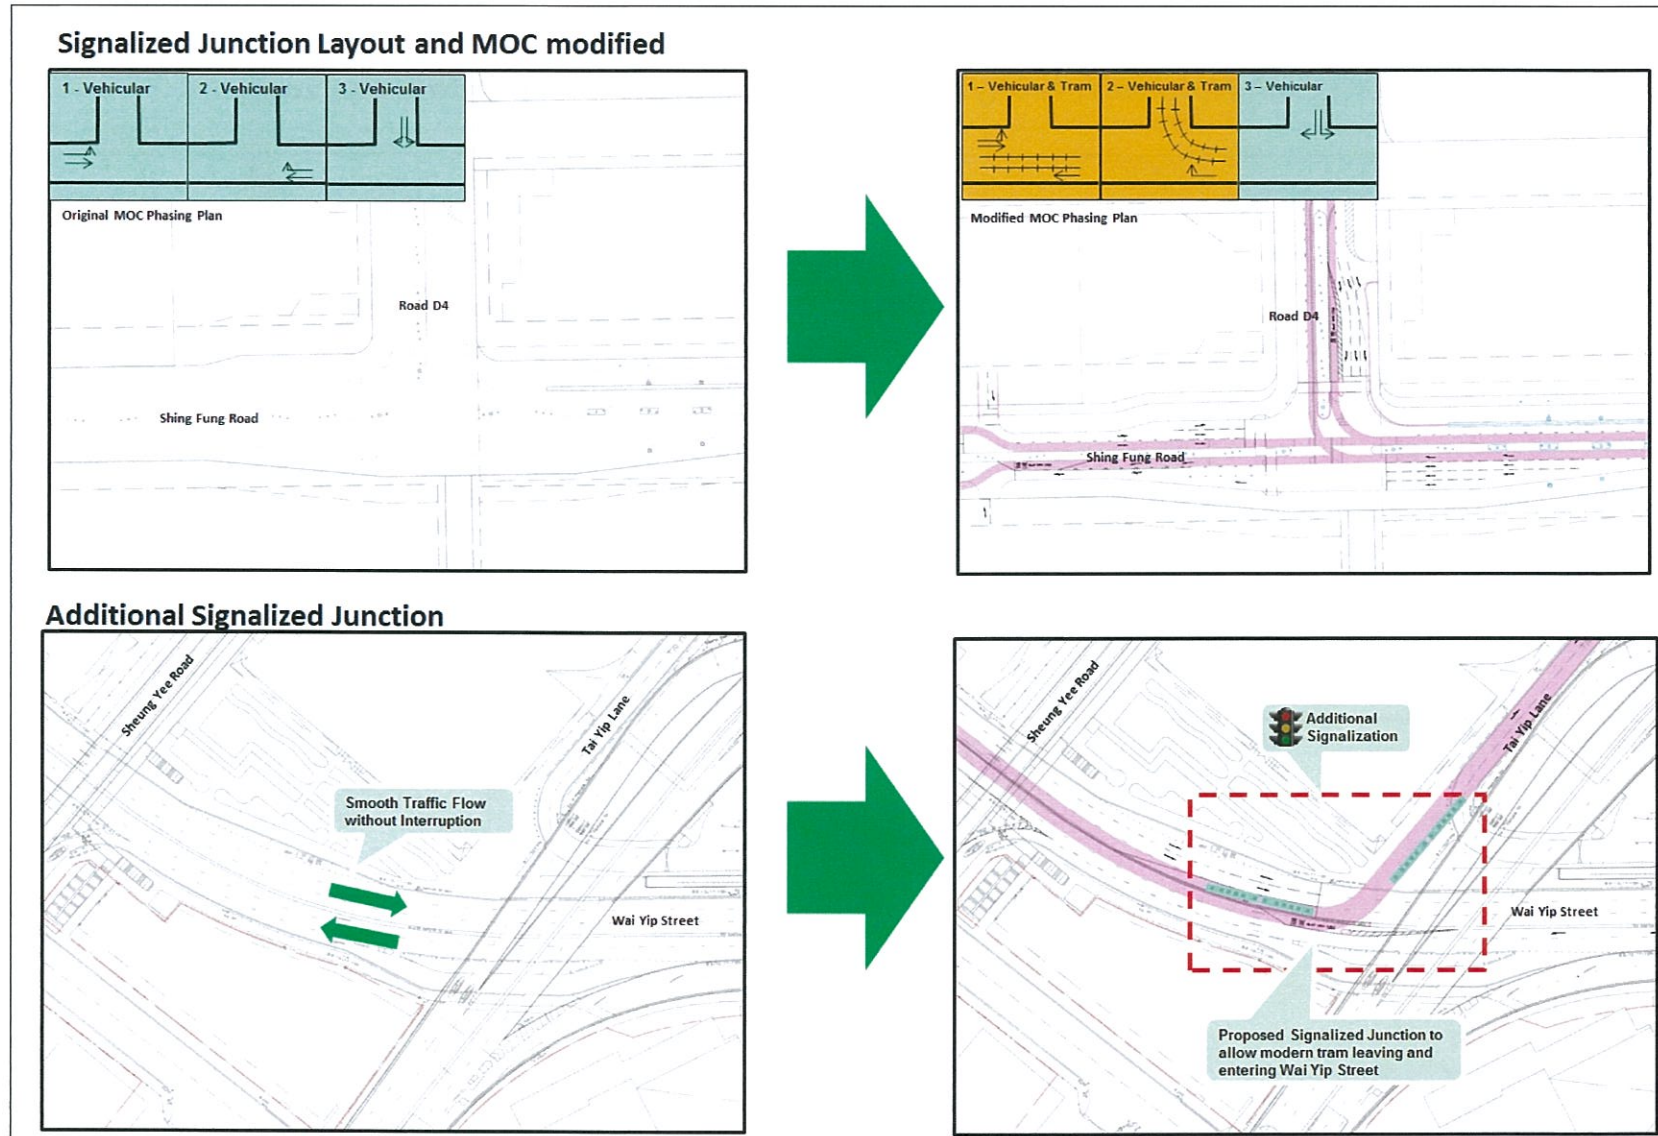 Signalized Junction Layout and MOC modified
1 - Vehicular
2 - Vehicular
3 - Vehicular
Original MOC Phasing Plan
Road D4
Shing Fung Road
1 – Vehicular & Tram
2 – Vehicular & Tram
3 – Vehicular
Modified MOC Phasing Plan
Road D4
Shing Fung Road
Additional Signalized Junction
Sheung Yee Road
Tai Yip Lane
Smooth Traffic Flow
without Interruption
Wai Yip Street
Sheung Yee Road
Additional
Signalization
Tai Yip Lane
Wai Yip Street
Proposed Signalized Junction to
allow modern tram leaving and
entering Wai Yip Street